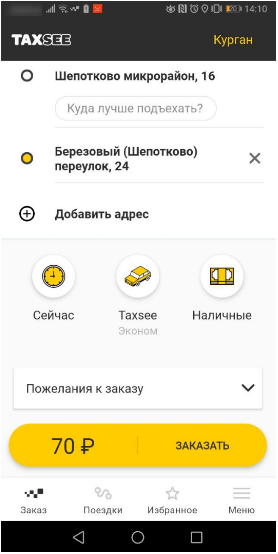 14:10
TAXSEE
Курган
Шепотково микрорайон, 16
Куда лучше подъехать?
Березовый (Шепотково)
переулок, 24
Добавить адрес
Сейчас
Taxsee
Наличные
Эконом
Пожелания к заказу
70 ₽
ЗАКАЗАТЬ
Заказ
Поездки
Избранное
Меню